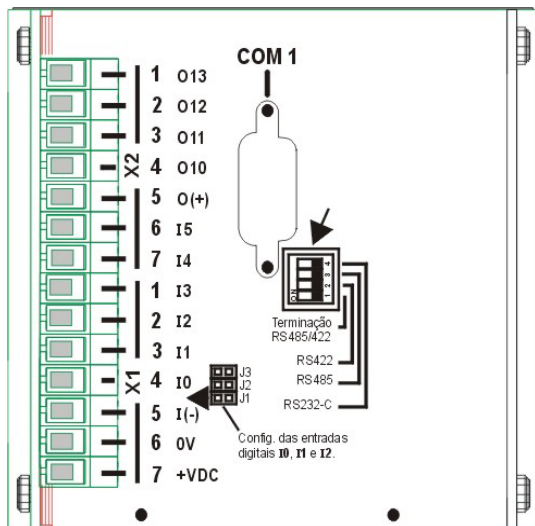 COM 1
1 O13
2 O12
3 O11
X2
4 O10
5 O(+)
6 I5
7 I4
1 I3
2 I2
3 I1
X1
4 I0
5 I(-)
6 0V
7 +VDC
ON
1 2 3 4
Terminação
RS485/422
RS422
RS485
RS232-C
J3
J2
J1
Config. das entradas
digitais I0, I1 e I2.